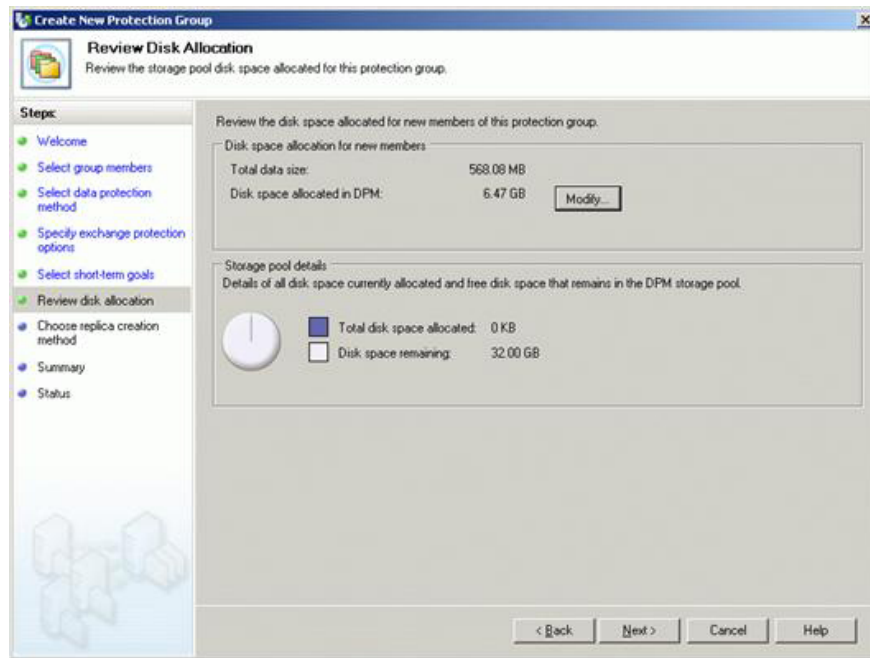 Create New Protection Group
Review Disk Allocation
Review the storage pool disk space allocated for this protection group.
Steps:
Welcome
Select group members
Select data protection
method
Specify exchange protection
options
Select short-term goals
Review disk allocation
Choose replica creation
method
Summary
Status
Review the disk space allocated for new members of this protection group.
Disk space allocation for new members
Total data size: 568.08 MB
Disk space allocated in DPM: 6.47 GB Modify...
Storage pool details
Details of all disk space currently allocated and free disk space that remains in the DPM storage pool.
Total disk space allocated: 0 KB
Disk space remaining: 32.00 GB
< Back Next > Cancel Help